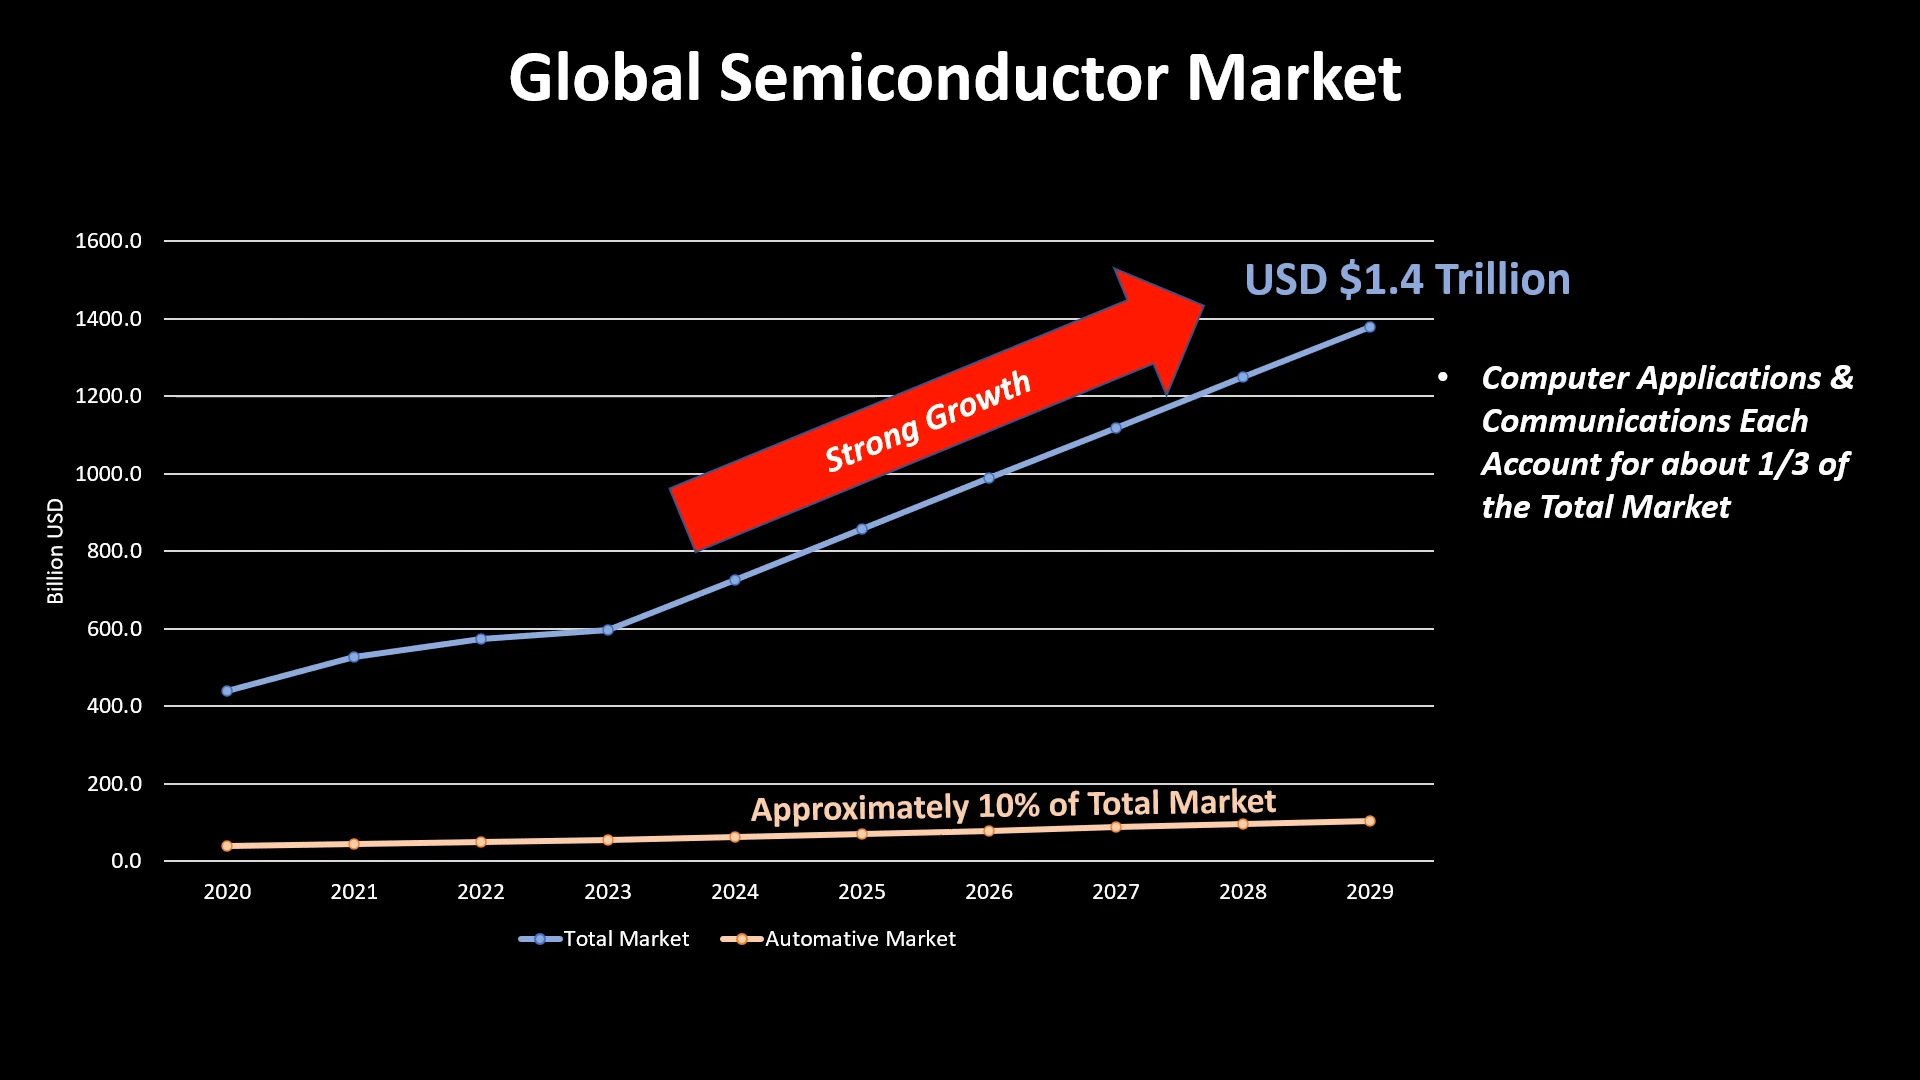 Global Semiconductor Market
1600.0
1400.0
1200.0
1000.0
800.0
600.0
400.0
200.0
0.0
Billion USD
USD $1.4 Trillion
Strong Growth
• Computer Applications &
Communications Each
Account for about 1/3 of
the Total Market
Approximately 10% of Total Market
2020 2021 2022 2023 2024 2025 2026 2027 2028 2029
Total Market Automative Market